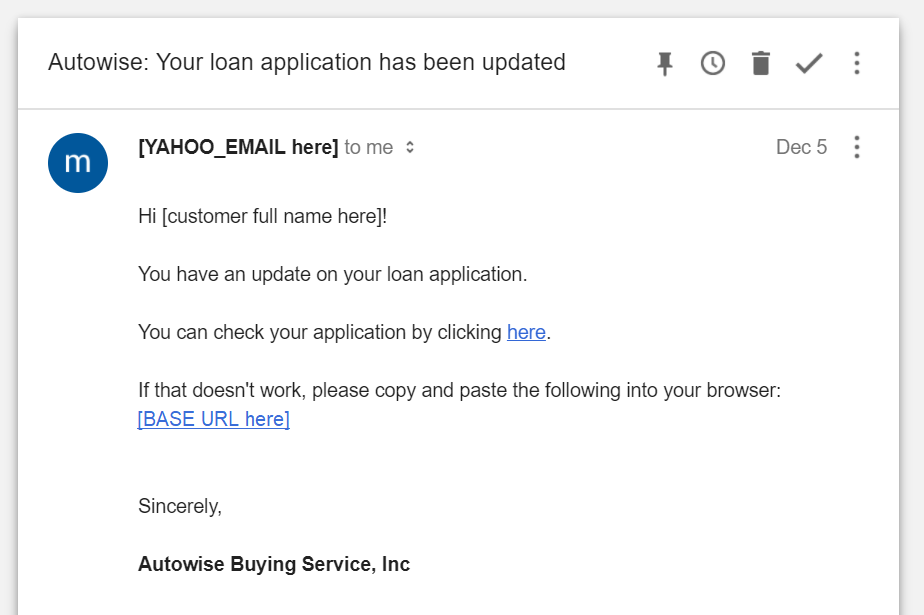 Autowise: Your loan application has been updated
m
[YAHOO_EMAIL here] to me
Dec 5
Hi [customer full name here]!
You have an update on your loan application.
You can check your application by clicking here.
If that doesn't work, please copy and paste the following into your browser:
[BASE URL here]
Sincerely,
Autowise Buying Service, Inc